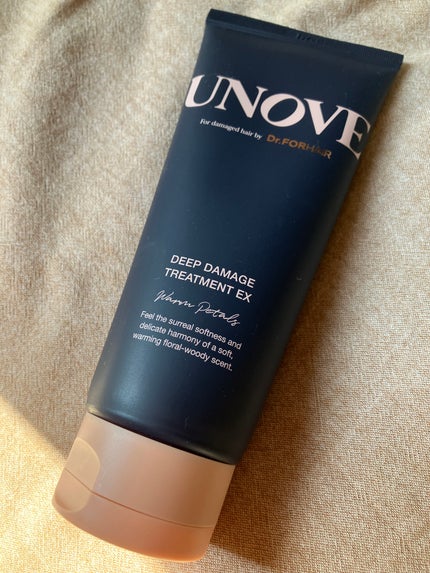 UNOVE
For damaged hair by Dr.FORHAIR
DEEP DAMAGE
TREATMENT EX
Warm Petals
Feel the surreal softness and
delicate harmony of a soft,
warming floral-woody scent.